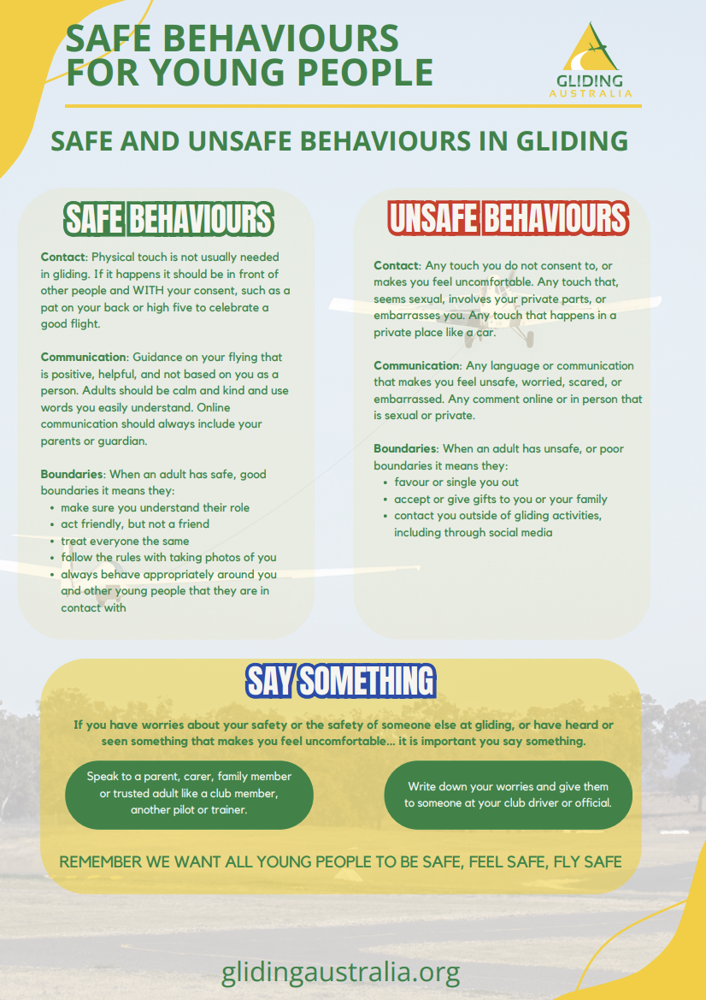 SAFE BEHAVIOURS
FOR YOUNG PEOPLE
GLIDING
AUSTRALIA
SAFE AND UNSAFE BEHAVIOURS IN GLIDING
SAFE BEHAVIOURS
Contact: Physical touch is not usually needed
in gliding. If it happens it should be in front of
other people and WITH your consent, such as a
pat on your back or high five to celebrate a
good flight.
Communication: Guidance on your flying that
is positive, helpful, and not based on you as a
person. Adults should be calm and kind and use
words you easily understand. Online
communication should always include your
parents or guardian.
Boundaries: When an adult has safe, good
boundaries it means they:
• make sure you understand their role
• act friendly, but not a friend
• treat everyone the same
• follow the rules with taking photos of you
• always behave appropriately around you
and other young people that they are in
contact with
UNSAFE BEHAVIOURS
Contact: Any touch you do not consent to, or
makes you feel uncomfortable. Any touch that,
seems sexual, involves your private parts, or
embarrasses you. Any touch that happens in a
private place like a car.
Communication: Any language or communication
that makes you feel unsafe, worried, scared, or
embarrassed. Any comment online or in person that
is sexual or private.
Boundaries: When an adult has unsafe, or poor
boundaries it means they:
• favour or single you out
• accept or give gifts to you or your family
• contact you outside of gliding activities,
including through social media
SAY SOMETHING
If you have worries about your safety or the safety of someone else at gliding, or have heard or
seen something that makes you feel uncomfortable... it is important you say something.
Speak to a parent, carer, family member
or trusted adult like a club member,
another pilot or trainer.
Write down your worries and give them
to someone at your club driver or official.
REMEMBER WE WANT ALL YOUNG PEOPLE TO BE SAFE, FEEL SAFE, FLY SAFE
glidingaustralia.org